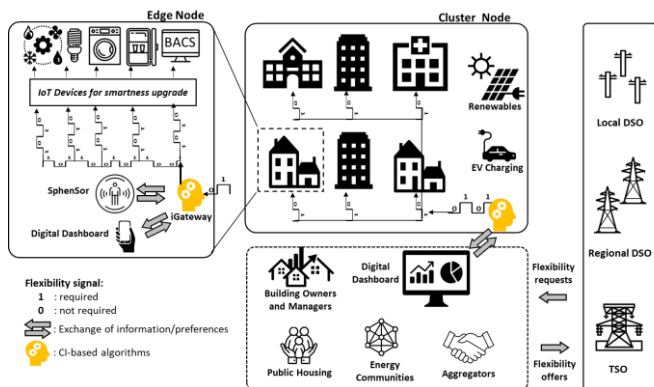 Edge Node
BACS
IoT Devices for smartness upgrade
SphenSor
iGateway
Digital Dashboard
Flexibility signal:
1 : required
0 : not required
: Exchange of information/preferences
: CI-based algorithms
Cluster Node
Renewables
EV Charging
Building Owners
and Managers
Digital
Dashboard
Public Housing
Energy
Communities
Aggregators
Flexibility
requests
Flexibility
offers
Local DSO
Regional DSO
TSO